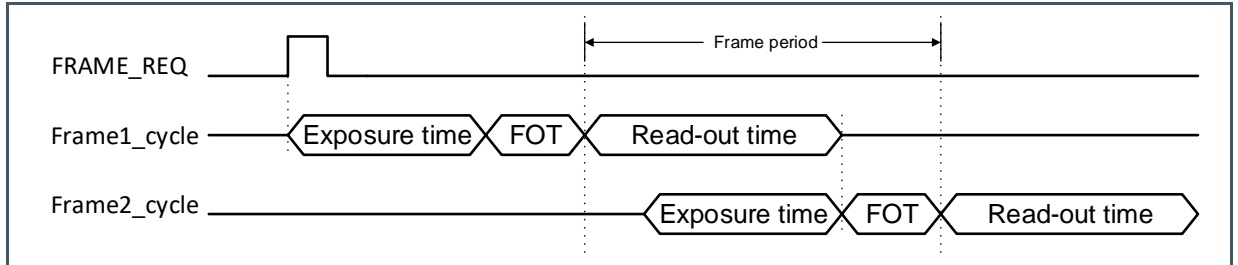 Frame period
FRAME_REQ
Frame1_cycle Exposure time FOT Read-out time
Frame2_cycle Exposure time FOT Read-out time